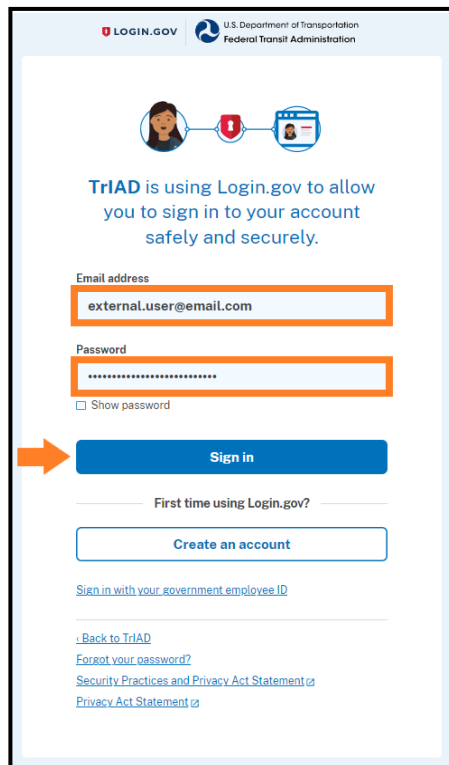 LOGIN.GOV
U.S. Department of Transportation
Federal Transit Administration
TrIAD is using Login.gov to allow
you to sign in to your account
safely and securely.
Email address
external.user@email.com
Password
•••••••••••••••••••••••••••
Show password
Sign in
First time using Login.gov?
Create an account
Sign in with your government employee ID
‹ Back to TrIAD
Forgot your password?
Security Practices and Privacy Act Statement
Privacy Act Statement